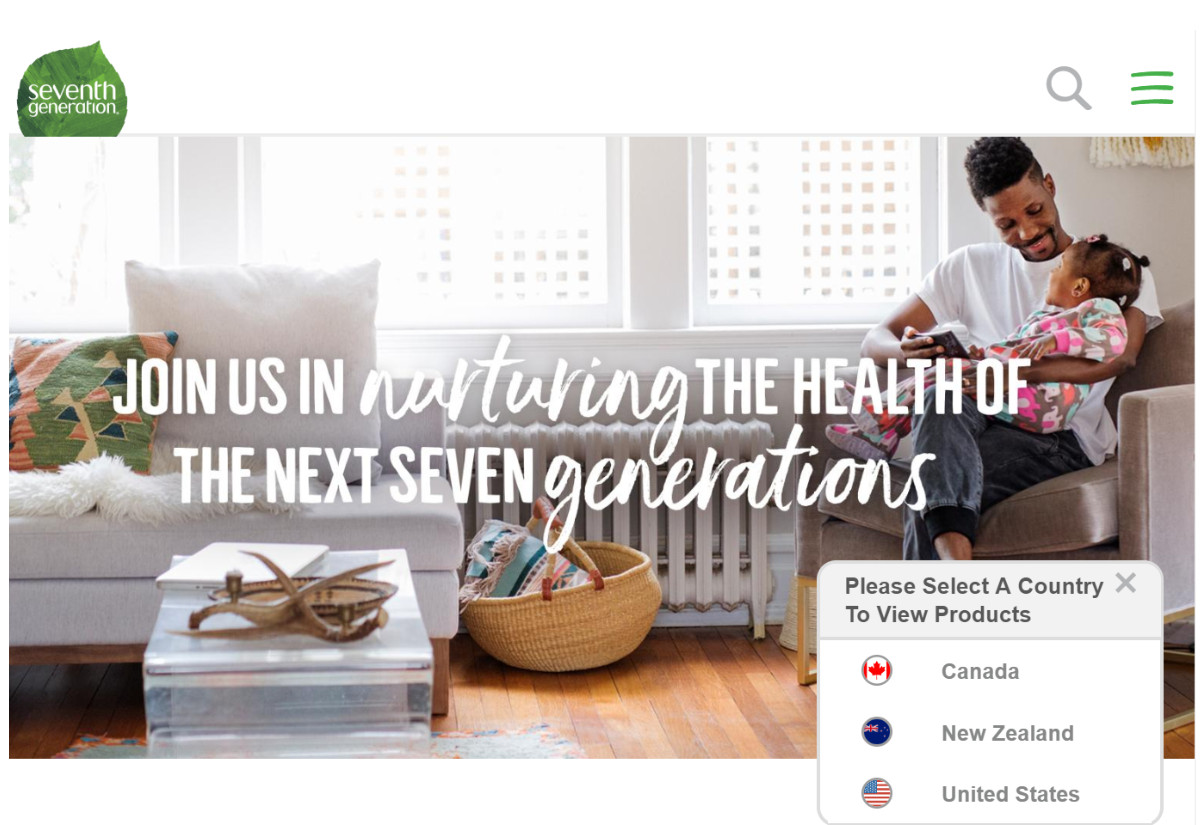 seventh
generation.
JOIN US IN nurturing THE HEALTH OF
THE NEXT SEVEN generations
Please Select A Country
To View Products
Canada
New Zealand
United States